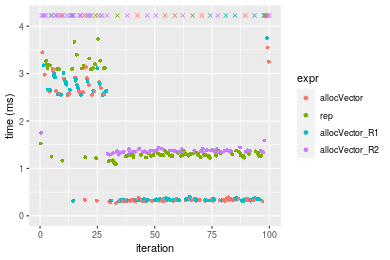 4
3
2
1
0
time (ms)
0
25
50
75
100
iteration
expr
allocVector
rep
allocVector_R1
allocVector_R2